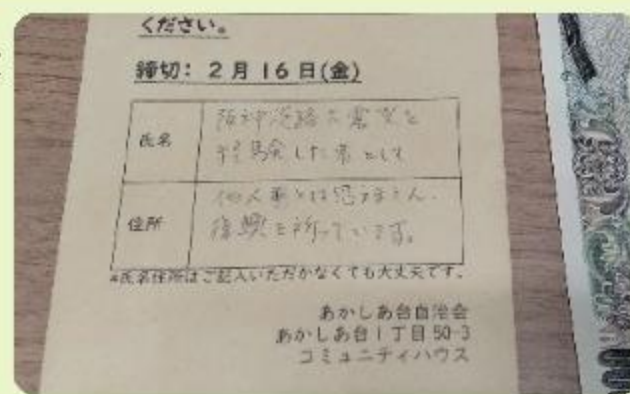 ください。
締切: 2月16日(金)
氏名
阪神淡路大震災を
経験した者として
住所
他人事とは思えません。
復興を祈っています。
*氏名住所はご記入いただかなくても大丈夫です。
あかしあ台自治会
あかしあ台1丁目50-3
コミュニティハウス